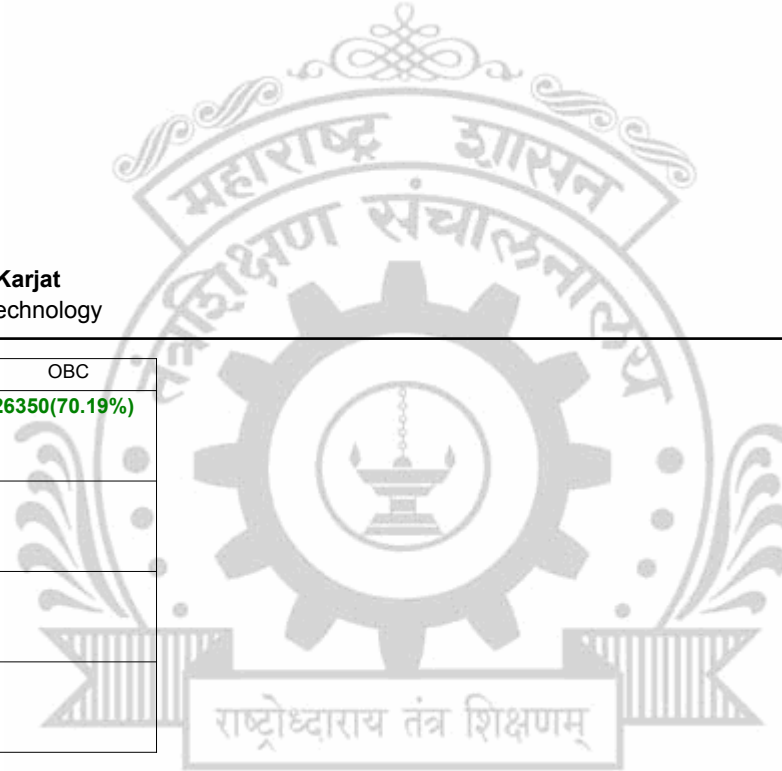 महाराष्ट्र शासन
तंत्रशिक्षण संचालनालय
Karjat
echnology
OBC
26350(70.19%)
राष्ट्रोध्दाराय तंत्र शिक्षणम्